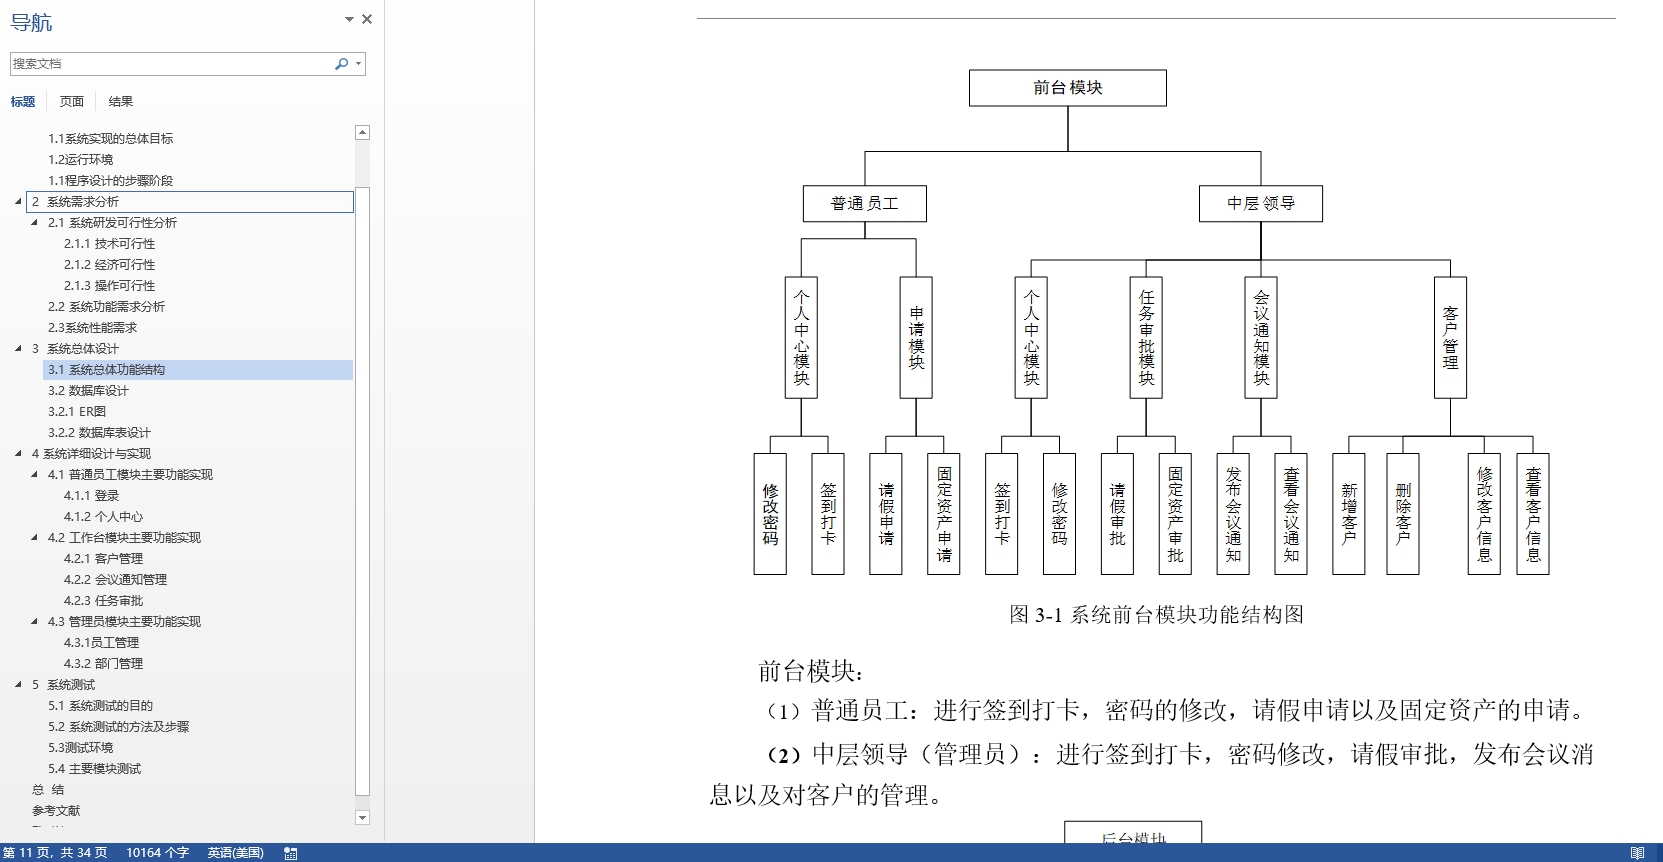 导航
搜索文档
标题 页面 结果
1.1系统实现的总体目标
1.2运行环境
1.1程序设计的步骤阶段
2 系统需求分析
2.1 系统研发可行性分析
2.1.1 技术可行性
2.1.2 经济可行性
2.1.3 操作可行性
2.2 系统功能需求分析
2.3系统性能需求
3 系统总体设计
3.1 系统总体功能结构
3.2 数据库设计
3.2.1 ER图
3.2.2 数据库表设计
4 系统详细设计与实现
4.1 普通员工模块主要功能实现
4.1.1 登录
4.1.2 个人中心
4.2 工作台模块主要功能实现
4.2.1 客户管理
4.2.2 会议通知管理
4.2.3 任务审批
4.3 管理员模块主要功能实现
4.3.1员工管理
4.3.2 部门管理
5 系统测试
5.1 系统测试的目的
5.2 系统测试的方法及步骤
5.3测试环境
5.4 主要模块测试
总 结
参考文献
前台模块
普通员工
中层领导
个人中心模块
申请模块
个人中心模块
任务审批模块
会议通知模块
客户管理
修改密码
签到打卡
请假申请
固定资产申请
签到打卡
修改密码
请假审批
固定资产审批
发布会议通知
查看会议通知
新增客户
删除客户
修改客户信息
查看客户信息
图 3-1 系统前台模块功能结构图
前台模块：
（1）普通员工：进行签到打卡，密码的修改，请假申请以及固定资产的申请。
（2）中层领导（管理员）：进行签到打卡，密码修改，请假审批，发布会议消
息以及对客户的管理。
后台模块
第 11 页，共 34 页 10164 个字 英语(美国)